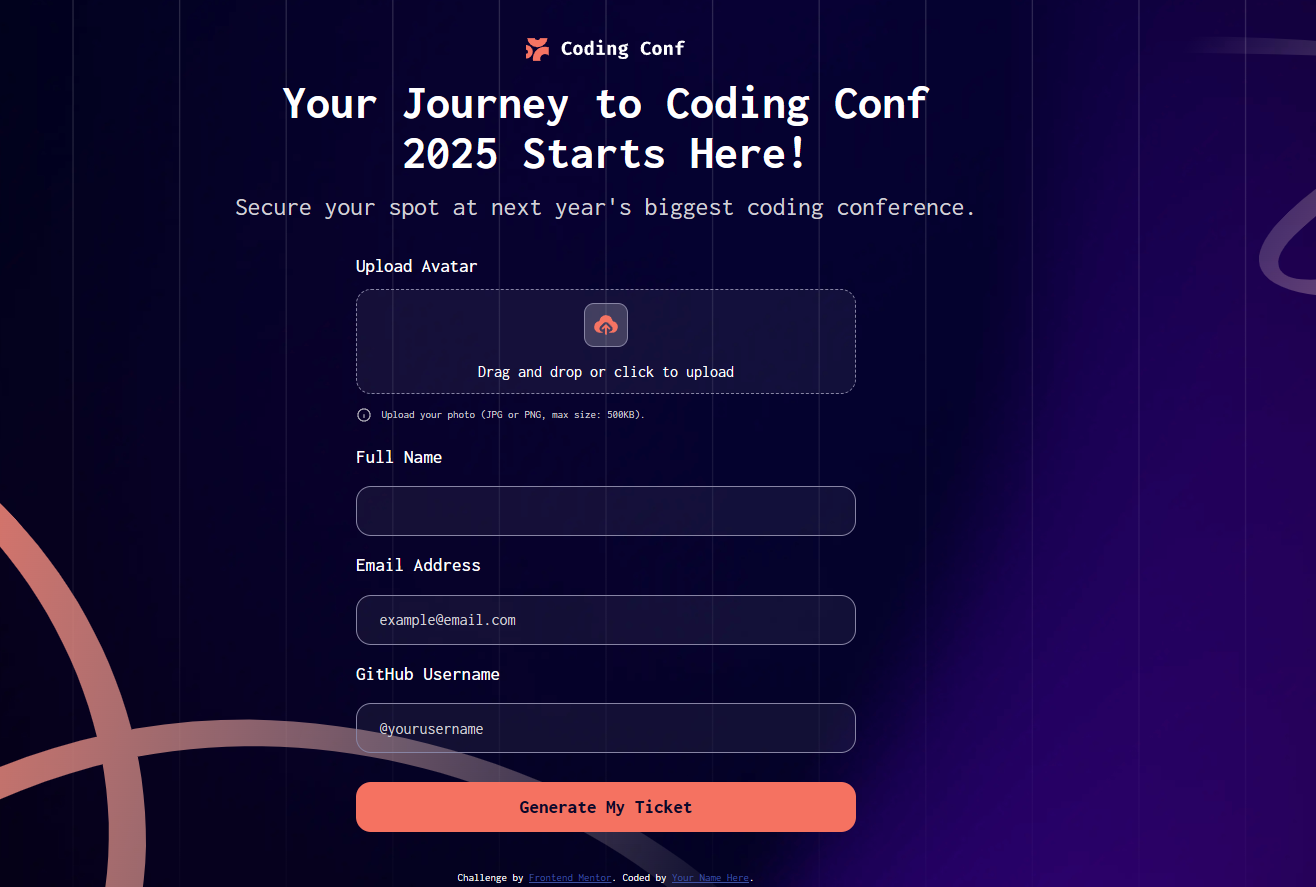 Coding Conf
Your Journey to Coding Conf
2025 Starts Here!
Secure your spot at next year's biggest coding conference.
Upload Avatar
Drag and drop or click to upload
Upload your photo (JPG or PNG, max size: 500KB).
Full Name
Email Address
example@email.com
GitHub Username
@yourusername
Generate My Ticket
Challenge by Frontend Mentor. Coded by Your Name Here.